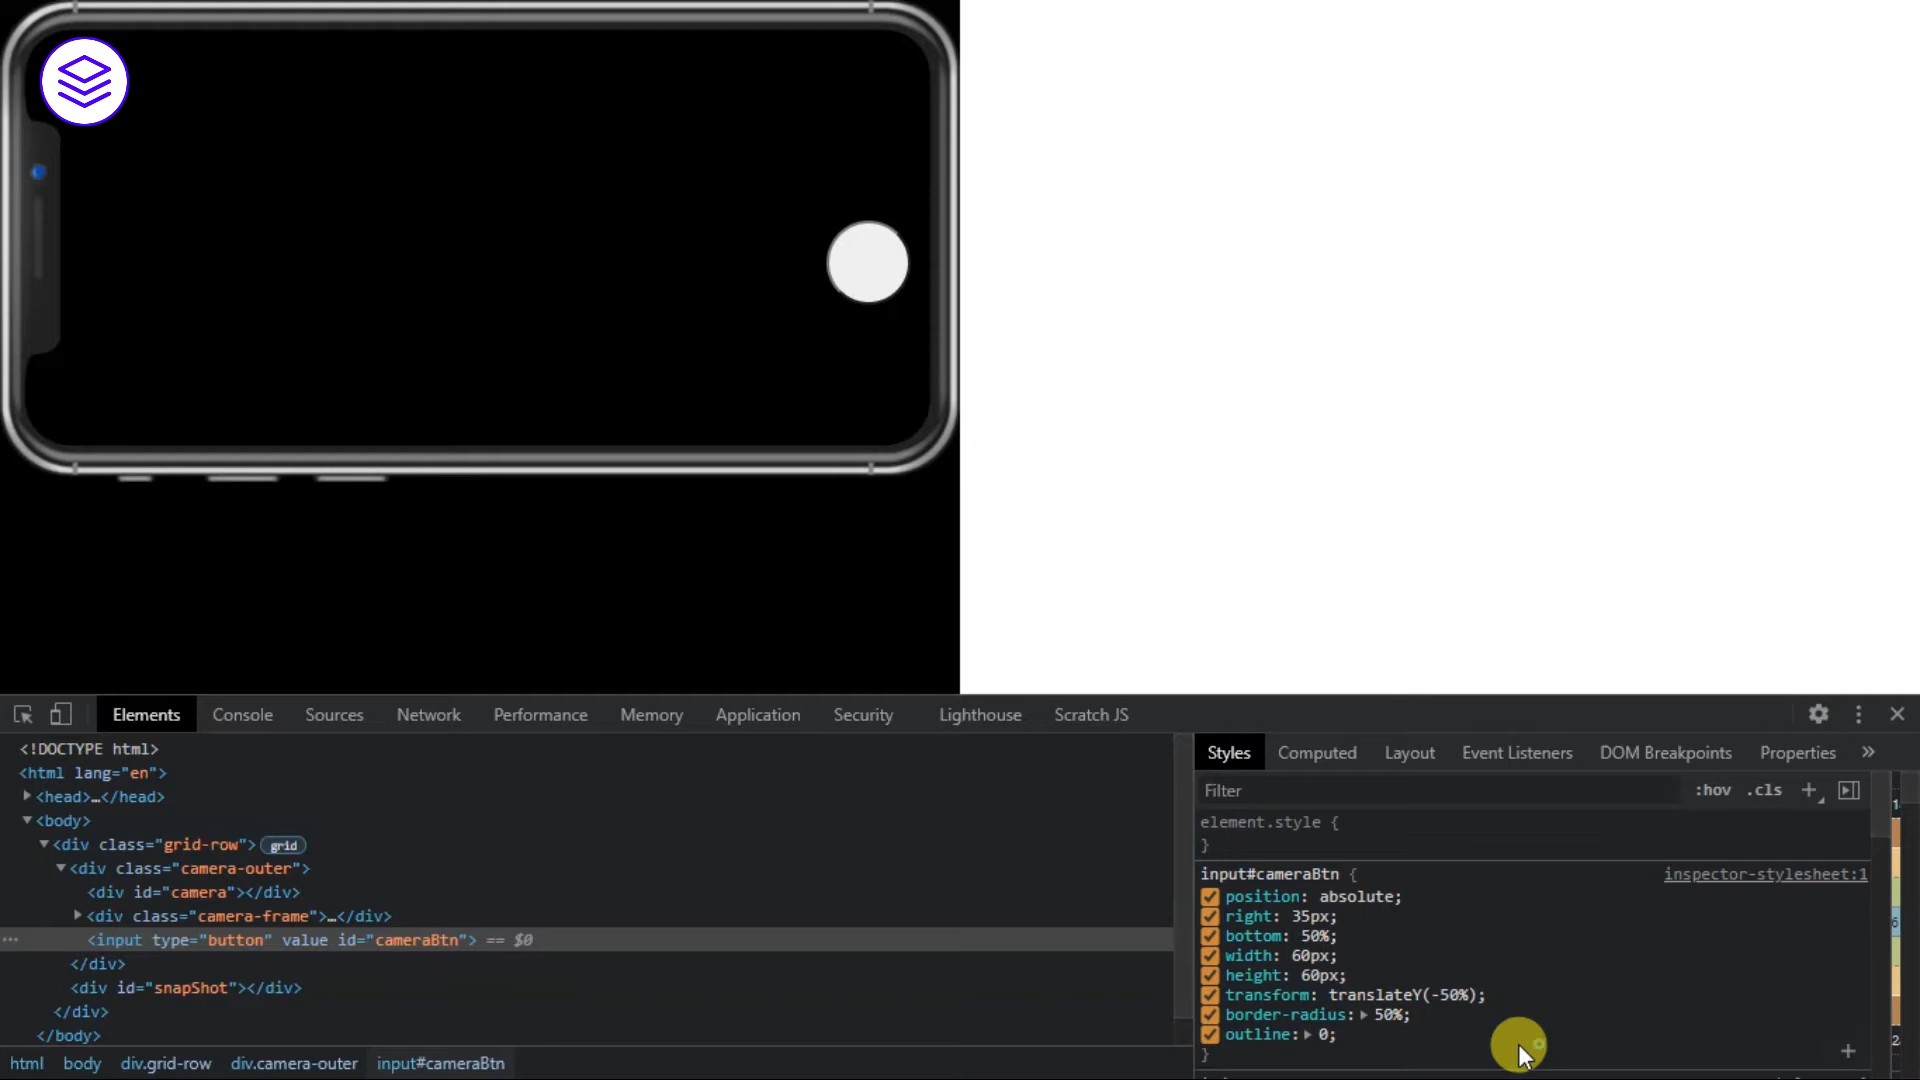 Elements Console Sources Network Performance Memory Application Security Lighthouse Scratch JS
<!DOCTYPE html>
<html lang="en">
<head>…</head>
<body>
<div class="grid-row"> grid
<div class="camera-outer">
<div id="camera"></div>
<div class="camera-frame">…</div>
<input type="button" value id="cameraBtn"> == $0
</div>
<div id="snapShot"></div>
</div>
</body>
html body div.grid-row div.camera-outer input#cameraBtn
Styles Computed Layout Event Listeners DOM Breakpoints Properties »
Filter :hov .cls
element.style {
}
input#cameraBtn { inspector-stylesheet:1
position: absolute;
right: 35px;
bottom: 50%;
width: 60px;
height: 60px;
transform: translateY(-50%);
border-radius: 50%;
outline: 0;
}